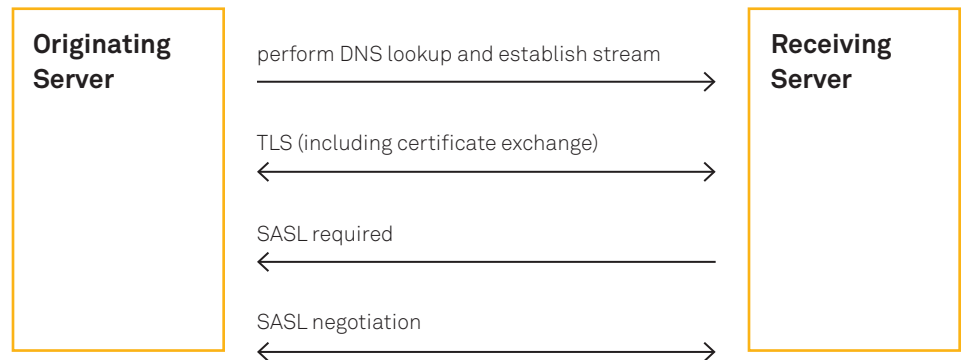 Originating
Server
perform DNS lookup and establish stream
Receiving
Server
TLS (including certificate exchange)
SASL required
SASL negotiation